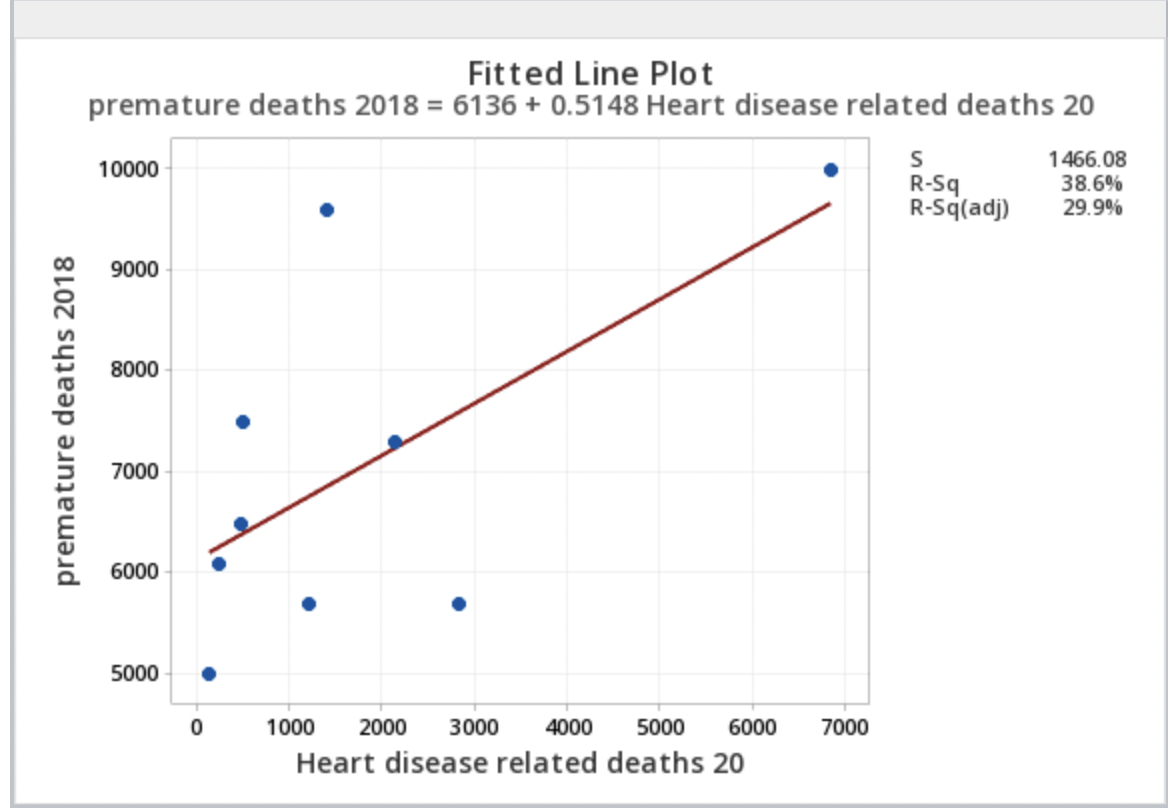 Fitted Line Plot
premature deaths 2018 = 6136 + 0.5148 Heart disease related deaths 20
S 1466.08
R-Sq 38.6%
R-Sq(adj) 29.9%
premature deaths 2018
10000
9000
8000
7000
6000
5000
0 1000 2000 3000 4000 5000 6000 7000
Heart disease related deaths 20